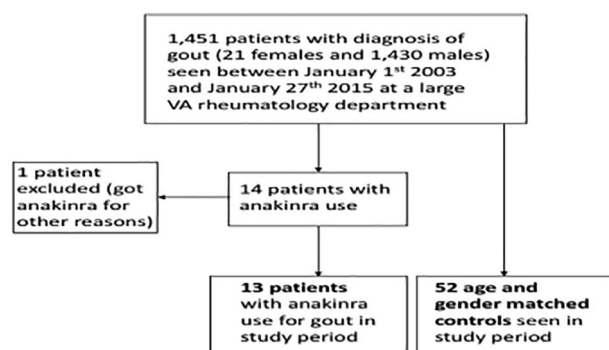 1,451 patients with diagnosis of
gout (21 females and 1,430 males)
seen between January 1st 2003
and January 27th 2015 at a large
VA rheumatology department
1 patient
excluded (got
anakinra for
other reasons)
14 patients with
anakinra use
13 patients
with anakinra
use for gout in
study period
52 age and
gender matched
controls seen in
study period